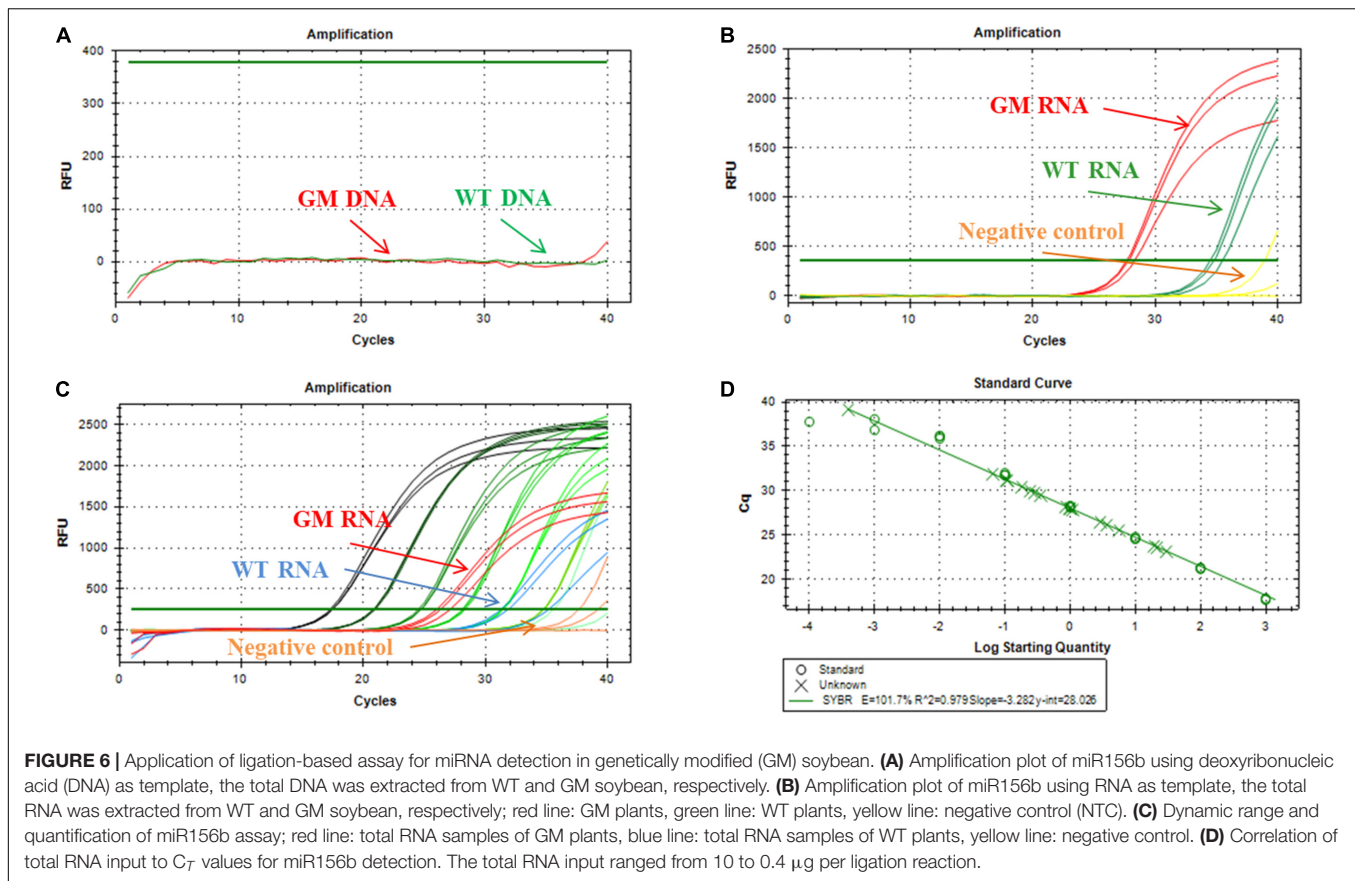 A
Amplification
400
300
200
100
0
RFU
GM DNA
WT DNA
0 10 20 30 40
Cycles
B
Amplification
2500
2000
1500
1000
500
0
RFU
GM RNA
WT RNA
Negative control
0 10 20 30 40
Cycles
C
Amplification
2500
2000
1500
1000
500
0
RFU
GM RNA
WT RNA
Negative control
0 10 20 30 40
Cycles
D
Standard Curve
40
35
30
25
20
Cq
-4 -3 -2 -1 0 1 2 3
Log Starting Quantity
Standard
Unknown
SYBR E=101.7% R^2=0.979 Slope=-3.282 y-int=28.026
FIGURE 6 | Application of ligation-based assay for miRNA detection in genetically modified (GM) soybean. (A) Amplification plot of miR156b using deoxyribonucleic
acid (DNA) as template, the total DNA was extracted from WT and GM soybean, respectively. (B) Amplification plot of miR156b using RNA as template, the total
RNA was extracted from WT and GM soybean, respectively; red line: GM plants, green line: WT plants, yellow line: negative control (NTC). (C) Dynamic range and
quantification of miR156b assay; red line: total RNA samples of GM plants, blue line: total RNA samples of WT plants, yellow line: negative control. (D) Correlation of
total RNA input to CT values for miR156b detection. The total RNA input ranged from 10 to 0.4 μg per ligation reaction.